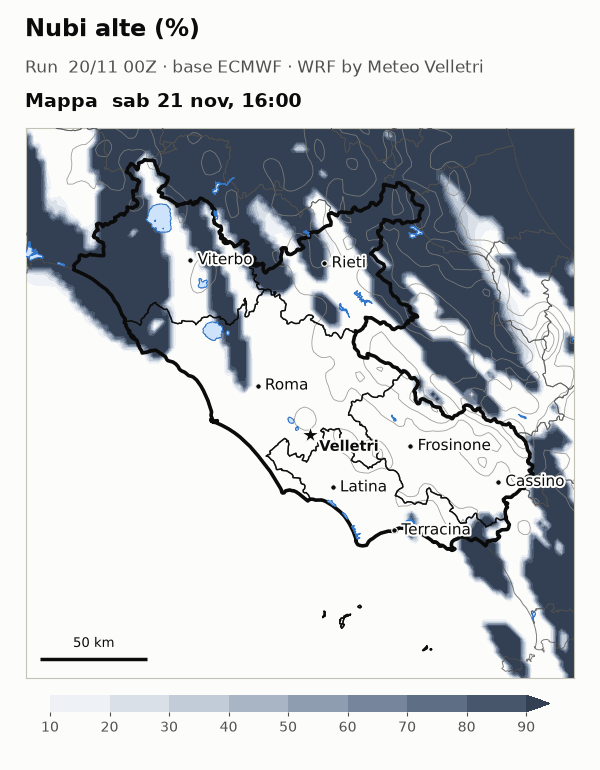 Nubi alte (%)
Run  20/11 00Z · base ECMWF · WRF by Meteo Velletri
Mappa  sab 21 nov, 16:00
Viterbo
Rieti
Roma
Velletri
Frosinone
Cassino
Latina
Terracina
50 km
10 20 30 40 50 60 70 80 90